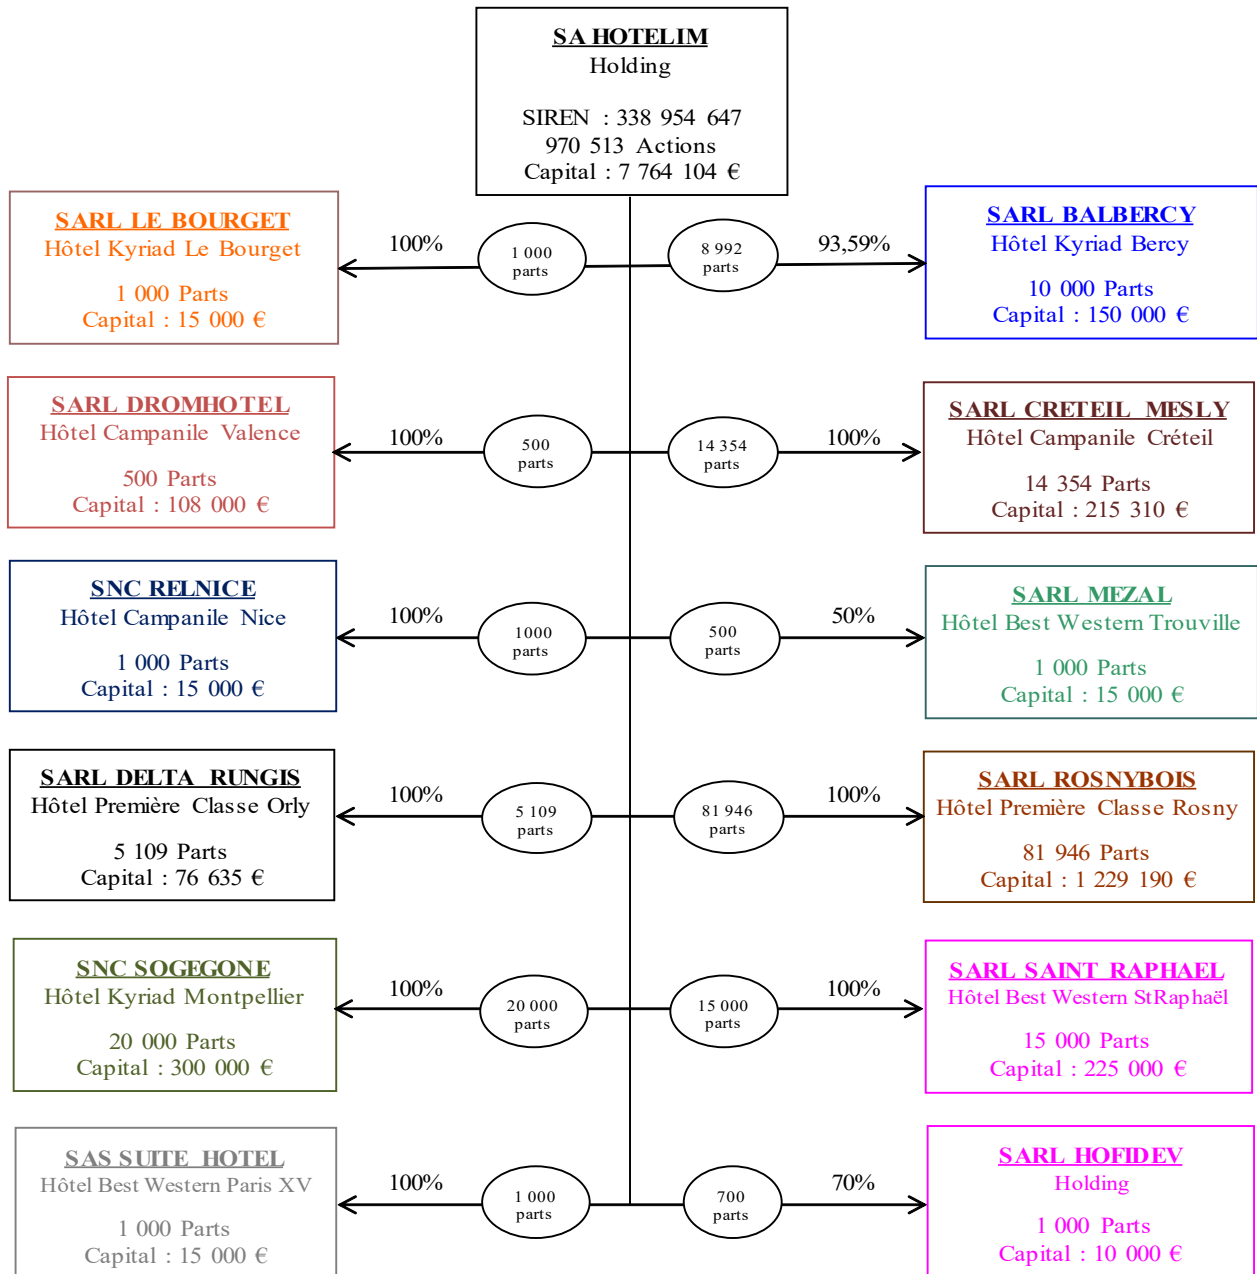 SA HOTELIM
Holding
SIREN : 338 954 647
970 513 Actions
Capital : 7 764 104 €
SARL LE BOURGET
Hôtel Kyriad Le Bourget
1 000 Parts
Capital : 15 000 €
100%
1 000
parts
8 992
parts
93,59%
SARL BALBERCY
Hôtel Kyriad Bercy
10 000 Parts
Capital : 150 000 €
SARL DROMHOTEL
Hôtel Campanile Valence
500 Parts
Capital : 108 000 €
100%
500
parts
14 354
parts
100%
SARL CRETEIL MESLY
Hôtel Campanile Créteil
14 354 Parts
Capital : 215 310 €
SNC RELNICE
Hôtel Campanile Nice
1 000 Parts
Capital : 15 000 €
100%
1000
parts
500
parts
50%
SARL MEZAL
Hôtel Best Western Trouville
1 000 Parts
Capital : 15 000 €
SARL DELTA RUNGIS
Hôtel Première Classe Orly
5 109 Parts
Capital : 76 635 €
100%
5 109
parts
81 946
parts
100%
SARL ROSNYBOIS
Hôtel Première Classe Rosny
81 946 Parts
Capital : 1 229 190 €
SNC SOGEGONE
Hôtel Kyriad Montpellier
20 000 Parts
Capital : 300 000 €
100%
20 000
parts
15 000
parts
100%
SARL SAINT RAPHAEL
Hôtel Best Western StRaphaël
15 000 Parts
Capital : 225 000 €
SAS SUITE HOTEL
Hôtel Best Western Paris XV
1 000 Parts
Capital : 15 000 €
100%
1 000
parts
700
parts
70%
SARL HOFIDEV
Holding
1 000 Parts
Capital : 10 000 €